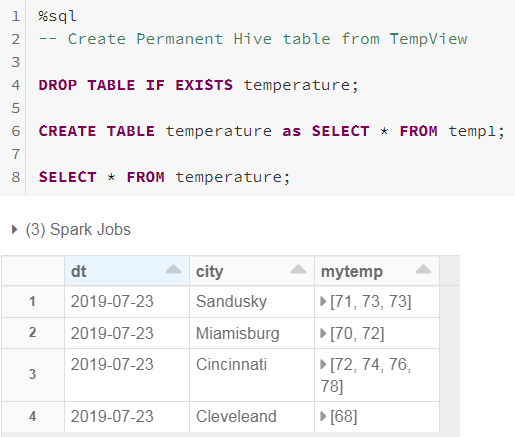 1 %sql
2 -- Create Permanent Hive table from TempView
3
4 DROP TABLE IF EXISTS temperature;
5
6 CREATE TABLE temperature as SELECT * FROM templ;
7
8 SELECT * FROM temperature;
(3) Spark Jobs
dt city mytemp
1 2019-07-23 Sandusky [71, 73, 73]
2 2019-07-23 Miamisburg [70, 72]
3 2019-07-23 Cincinnati [72, 74, 76,
78]
4 2019-07-23 Cleveleand [68]